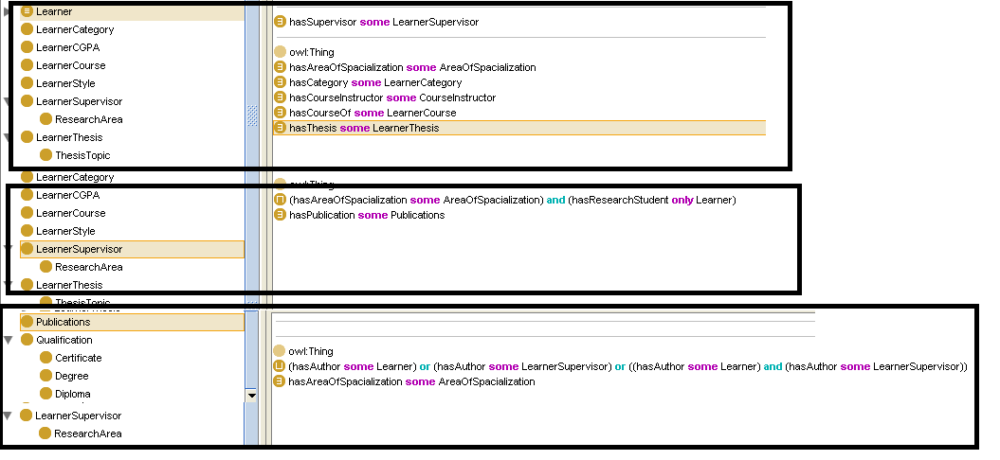 Learner
LearnerCategory
LearnerCGPA
LearnerCourse
LearnerStyle
LearnerSupervisor
ResearchArea
LearnerThesis
ThesisTopic
hasSupervisor some LearnerSupervisor
owl:Thing
hasAreaOfSpacialization some AreaOfSpacialization
hasCategory some LearnerCategory
hasCourseInstructor some CourseInstructor
hasCourseOf some LearnerCourse
hasThesis some LearnerThesis
LearnerCategory
LearnerCGPA
LearnerCourse
LearnerStyle
LearnerSupervisor
ResearchArea
LearnerThesis
ThesisTopic
owl:Thing
(hasAreaOfSpacialization some AreaOfSpacialization) and (hasResearchStudent only Learner)
hasPublication some Publications
Publications
Qualification
Certificate
Degree
Diploma
LearnerSupervisor
ResearchArea
owl:Thing
(hasAuthor some Learner) or (hasAuthor some LearnerSupervisor) or ((hasAuthor some Learner) and (hasAuthor some LearnerSupervisor))
hasAreaOfSpacialization some AreaOfSpacialization